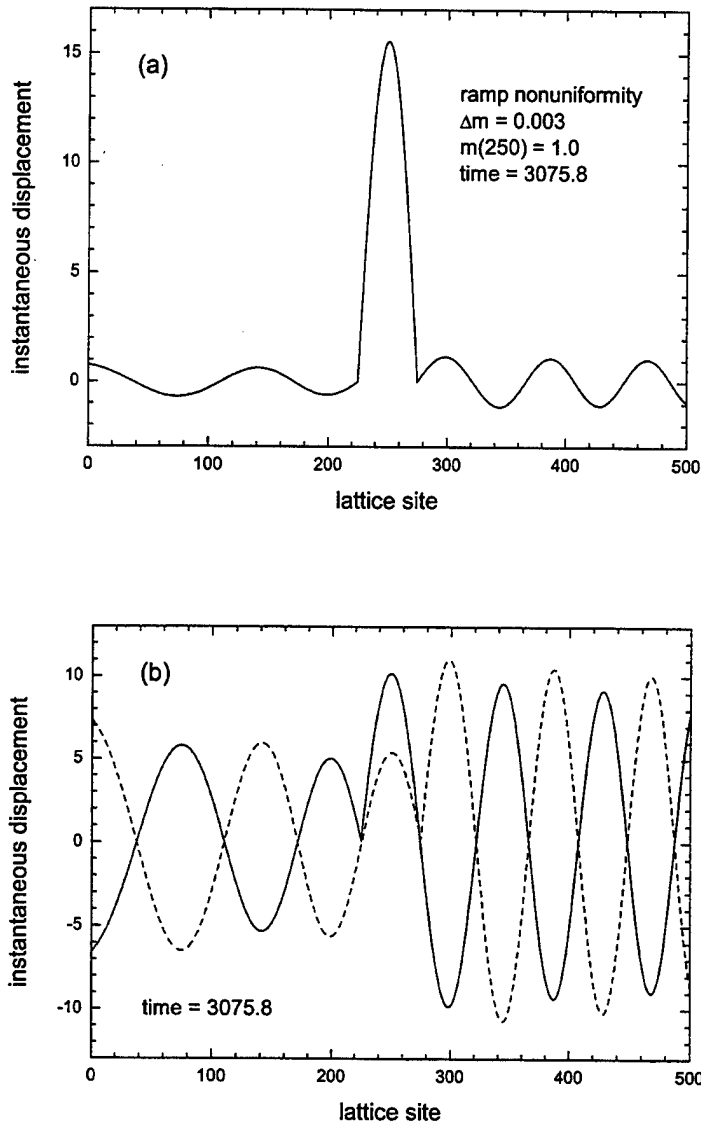 (a)
ramp nonuniformity
Δm = 0.003
m(250) = 1.0
time = 3075.8
instantaneous displacement
15
10
5
0
0 100 200 300 400 500
lattice site
(b)
instantaneous displacement
10
5
0
-5
-10
time = 3075.8
0 100 200 300 400 500
lattice site